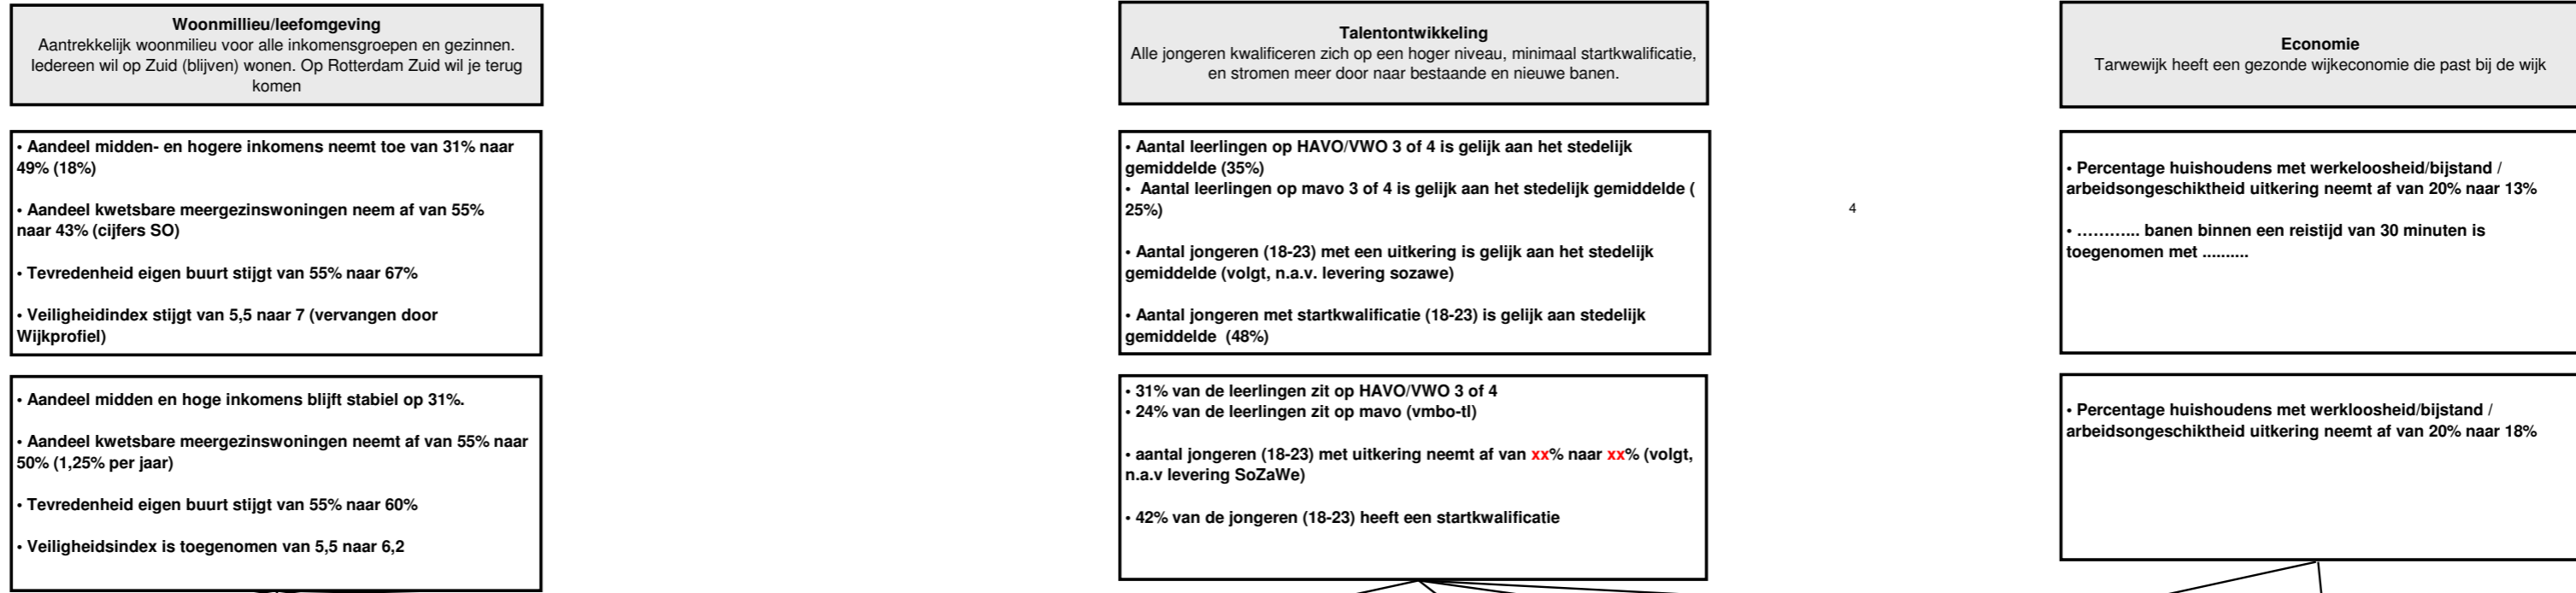 Woonmillieu/leefomgeving
Aantrekkelijk woonmilieu voor alle inkomensgroepen en gezinnen.
Iedereen wil op Zuid (blijven) wonen. Op Rotterdam Zuid wil je terug
komen
• Aandeel midden- en hogere inkomens neemt toe van 31% naar
49% (18%)
• Aandeel kwetsbare meergezinswoningen neem af van 55%
naar 43% (cijfers SO)
• Tevredenheid eigen buurt stijgt van 55% naar 67%
• Veiligheidindex stijgt van 5,5 naar 7 (vervangen door
Wijkprofiel)
• Aandeel midden en hoge inkomens blijft stabiel op 31%.
• Aandeel kwetsbare meergezinswoningen neemt af van 55% naar
50% (1,25% per jaar)
• Tevredenheid eigen buurt stijgt van 55% naar 60%
• Veiligheidsindex is toegenomen van 5,5 naar 6,2
Talentontwikkeling
Alle jongeren kwalificeren zich op een hoger niveau, minimaal startkwalificatie,
en stromen meer door naar bestaande en nieuwe banen.
• Aantal leerlingen op HAVO/VWO 3 of 4 is gelijk aan het stedelijk
gemiddelde (35%)
• Aantal leerlingen op mavo 3 of 4 is gelijk aan het stedelijk gemiddelde (
25%)
• Aantal jongeren (18-23) met een uitkering is gelijk aan het stedelijk
gemiddelde (volgt, n.a.v. levering sozawe)
• Aantal jongeren met startkwalificatie (18-23) is gelijk aan stedelijk
gemiddelde (48%)
• 31% van de leerlingen zit op HAVO/VWO 3 of 4
• 24% van de leerlingen zit op mavo (vmbo-tl)
• aantal jongeren (18-23) met uitkering neemt af van xx% naar xx% (volgt,
n.a.v levering SoZaWe)
• 42% van de jongeren (18-23) heeft een startkwalificatie
4
Economie
Tarwewijk heeft een gezonde wijkeconomie die past bij de wijk
• Percentage huishoudens met werkeloosheid/bijstand /
arbeidsongeschiktheid uitkering neemt af van 20% naar 13%
• ………... banen binnen een reistijd van 30 minuten is
toegenomen met ..........
• Percentage huishoudens met werkloosheid/bijstand /
arbeidsongeschiktheid uitkering neemt af van 20% naar 18%